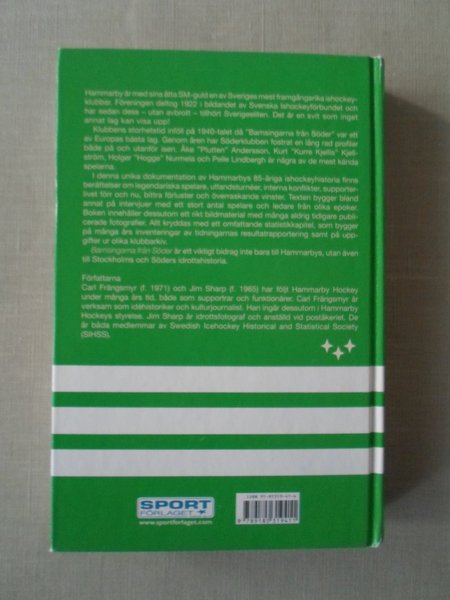 Hammarby är med sina åtta SM-guld en av Sveriges mest framgångsrika ishockey-
klubbar. Föreningen deltog 1922 i bildandet av Svenska Ishockeyförbundet och
har sedan dess – utan avbrott – tillhört Sverigeeliten. Det är en svit som inget
annat lag kan visa upp!
Klubbens storhetstid inföll på 1940-talet då "Bamsingarna från Söder" var ett
av Europas bästa lag. Genom åren har Söderklubben fostrat en lång rad profiler
både på och utanför isen. Åke "Plutten" Andersson, Kurt "Kurre Kjellis" Kjell-
ström, Holger "Hogge" Nurmela och Pelle Lindbergh är några av de mest kända
spelarna.
I denna unika dokumentation av Hammarbys 85-åriga ishockeyhistoria finns
berättelser om legendariska spelare, utlandsturnéer, interna konflikter, supporter-
livet förr och nu, bittra förluster och överraskande vinster. Texten bygger bland
annat på intervjuer med ett stort antal spelare och ledare från olika epoker.
Boken innehåller dessutom ett rikt bildmaterial med många aldrig tidigare publi-
cerade fotografier. Allt kryddas med ett omfattande statistikkapitel, som bygger
på många års inventeringar av tidningarnas resultatrapportering samt på upp-
gifter ur olika klubbarkiv.
Bamsingarna från Söder är ett viktigt bidrag inte bara till Hammarbys, utan även
till Stockholms och Söders idrottshistoria.
Författarna
Carl Frängsmyr (f. 1971) och Jim Sharp (f. 1965) har följt Hammarby Hockey
under många års tid, både som supportrar och funktionärer. Carl Frängsmyr är
verksam som idéhistoriker och kulturjournalist. Han ingår dessutom i Hammarby
Hockeys styrelse. Jim Sharp är idrottsfotograf och anställd vid poståkeriet. De
är båda medlemmar av Swedish Icehockey Historical and Statistical Society
(SIHSS).
SPORT
FÖRLAGET
www.sportforlaget.com
ISBN